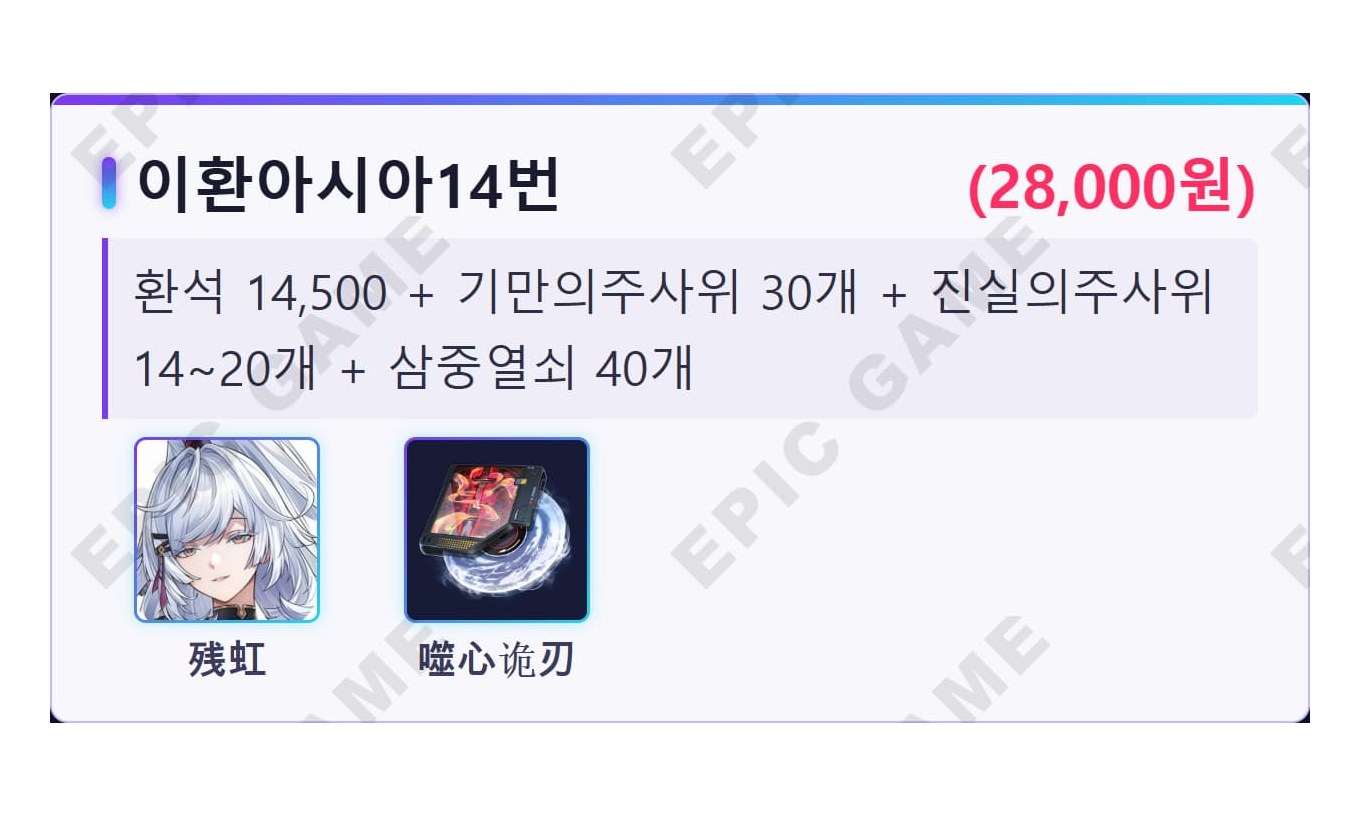 이환아시아14번
(28,000원)
환석 14,500 + 기만의주사위 30개 + 진실의주사위
14~20개 + 삼중열쇠 40개
残虹
噬心诡刃
EPIC GAME